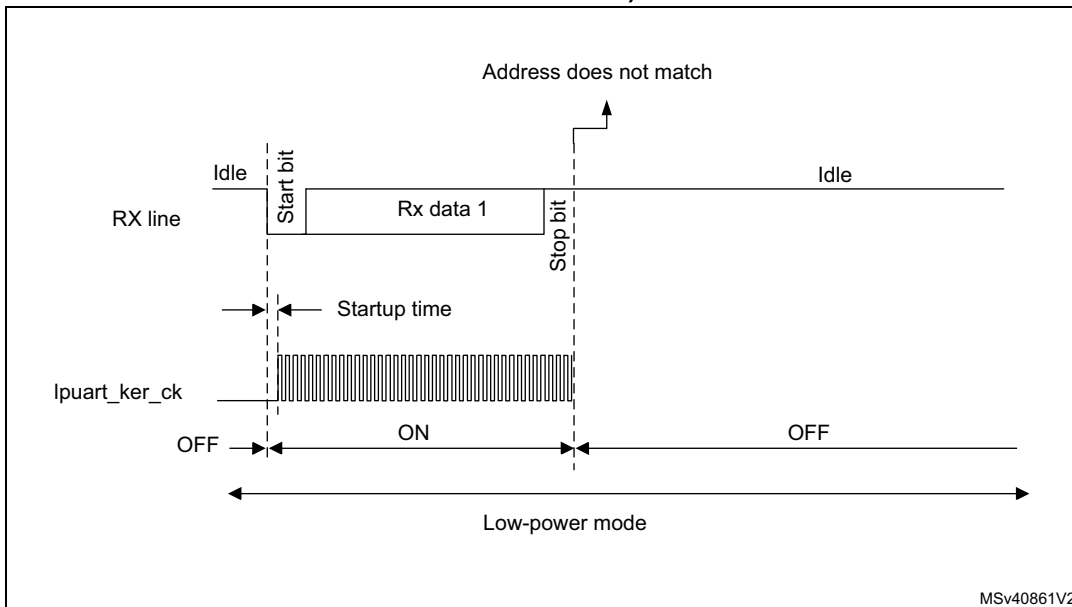 Address does not match
Idle
Start bit
Rx data 1
Stop bit
Idle
RX line
Startup time
lpuart_ker_ck
OFF
ON
OFF
Low-power mode
MSv40861V2